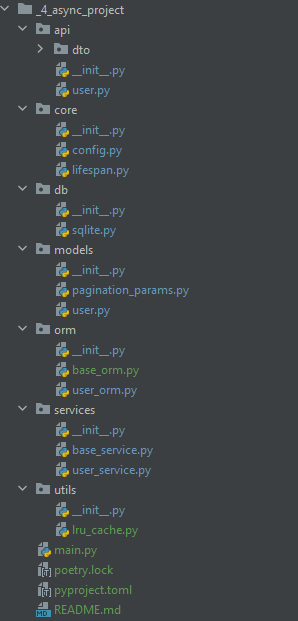 _4_async_project
api
dto
__init__.py
user.py
core
__init__.py
config.py
lifespan.py
db
__init__.py
sqlite.py
models
__init__.py
pagination_params.py
user.py
orm
__init__.py
base_orm.py
user_orm.py
services
__init__.py
base_service.py
user_service.py
utils
__init__.py
lru_cache.py
main.py
poetry.lock
pyproject.toml
README.md